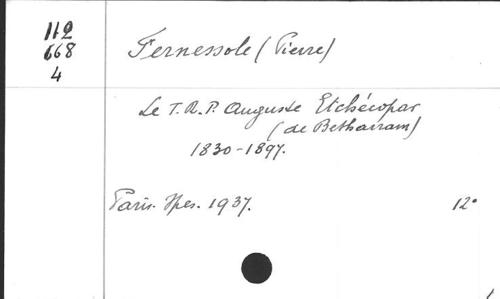 112
668
4
Fernessole (Pierre)
Le T.R.P. Auguste Etchécopar
(de Betharram)
1830-1897.
Paris. Spes. 1937. 12°